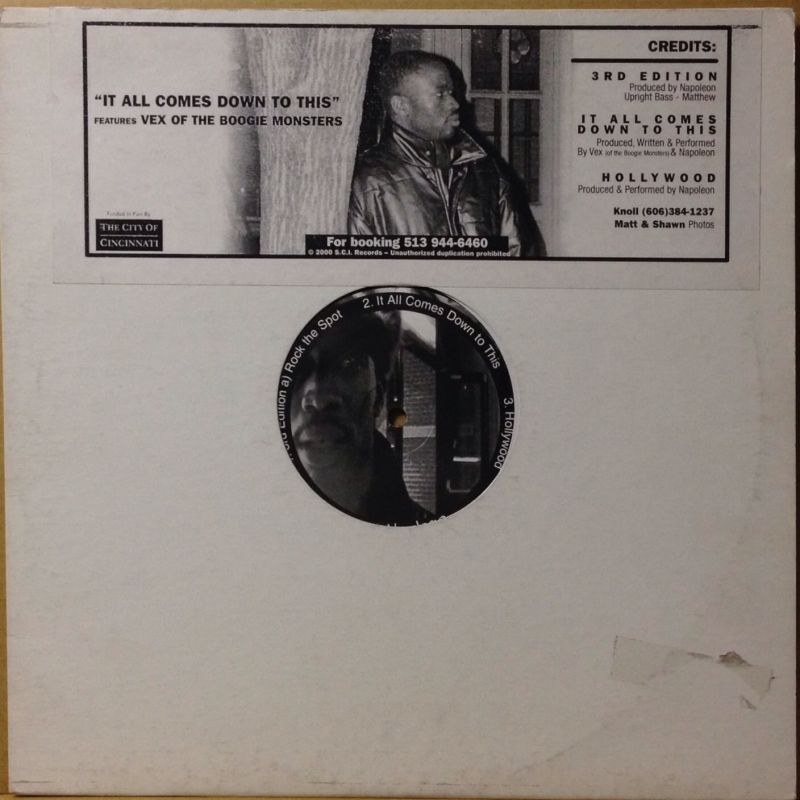 "IT ALL COMES DOWN TO THIS"
FEATURES VEX OF THE BOOGIE MONSTERS
Funded in Part By
THE CITY OF
CINCINNATI
For booking 513 944-6460
© 2000 S.C.I. Records – Unauthorized duplication prohibited
CREDITS:
3RD EDITION
Produced by Napoleon
Upright Bass - Matthew
IT ALL COMES
DOWN TO THIS
Produced, Written & Performed
By Vex (of the Boogie Monsters) & Napoleon
HOLLYWOOD
Produced & Performed by Napoleon
Knoll (606)384-1237
Matt & Shawn Photos
Edition a) Rock the Spot
2. It All Comes Down to This
3. Hollywood